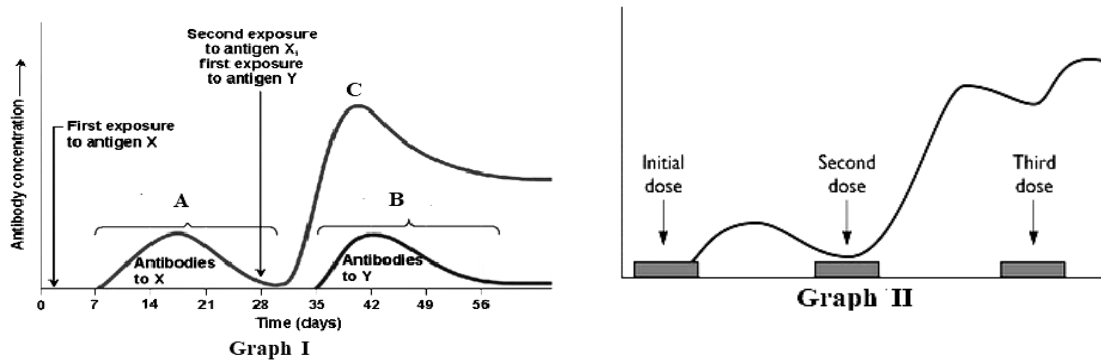 Second exposure
to antigen X,
first exposure
to antigen Y
C
First exposure
to antigen X
A
B
Antibody concentration
Antibodies
to X
Antibodies
to Y
0 7 14 21 28 35 42 49 56
Time (days)
Graph I
Initial
dose
Second
dose
Third
dose
Graph II